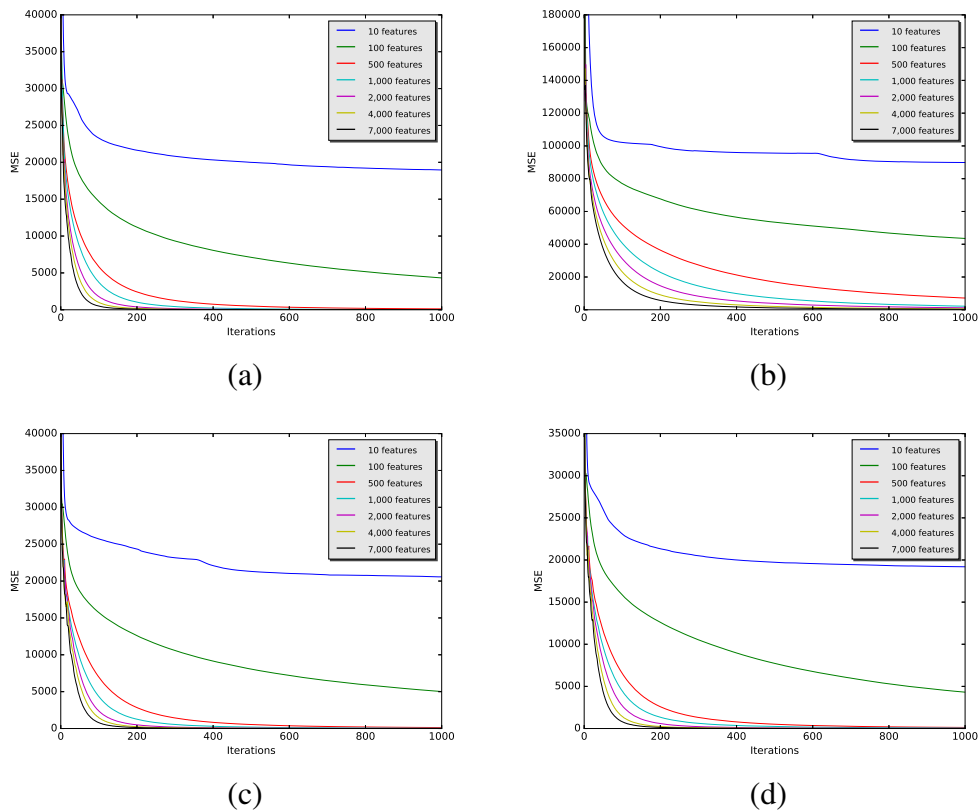 40000
35000
30000
25000
20000
15000
10000
5000
0
MSE
0 200 400 600 800 1000
Iterations
10 features
100 features
500 features
1,000 features
2,000 features
4,000 features
7,000 features
(a)
180000
160000
140000
120000
100000
80000
60000
40000
20000
0
MSE
0 200 400 600 800 1000
Iterations
10 features
100 features
500 features
1,000 features
2,000 features
4,000 features
7,000 features
(b)
40000
35000
30000
25000
20000
15000
10000
5000
0
MSE
0 200 400 600 800 1000
Iterations
10 features
100 features
500 features
1,000 features
2,000 features
4,000 features
7,000 features
(c)
35000
30000
25000
20000
15000
10000
5000
0
MSE
0 200 400 600 800 1000
Iterations
10 features
100 features
500 features
1,000 features
2,000 features
4,000 features
7,000 features
(d)